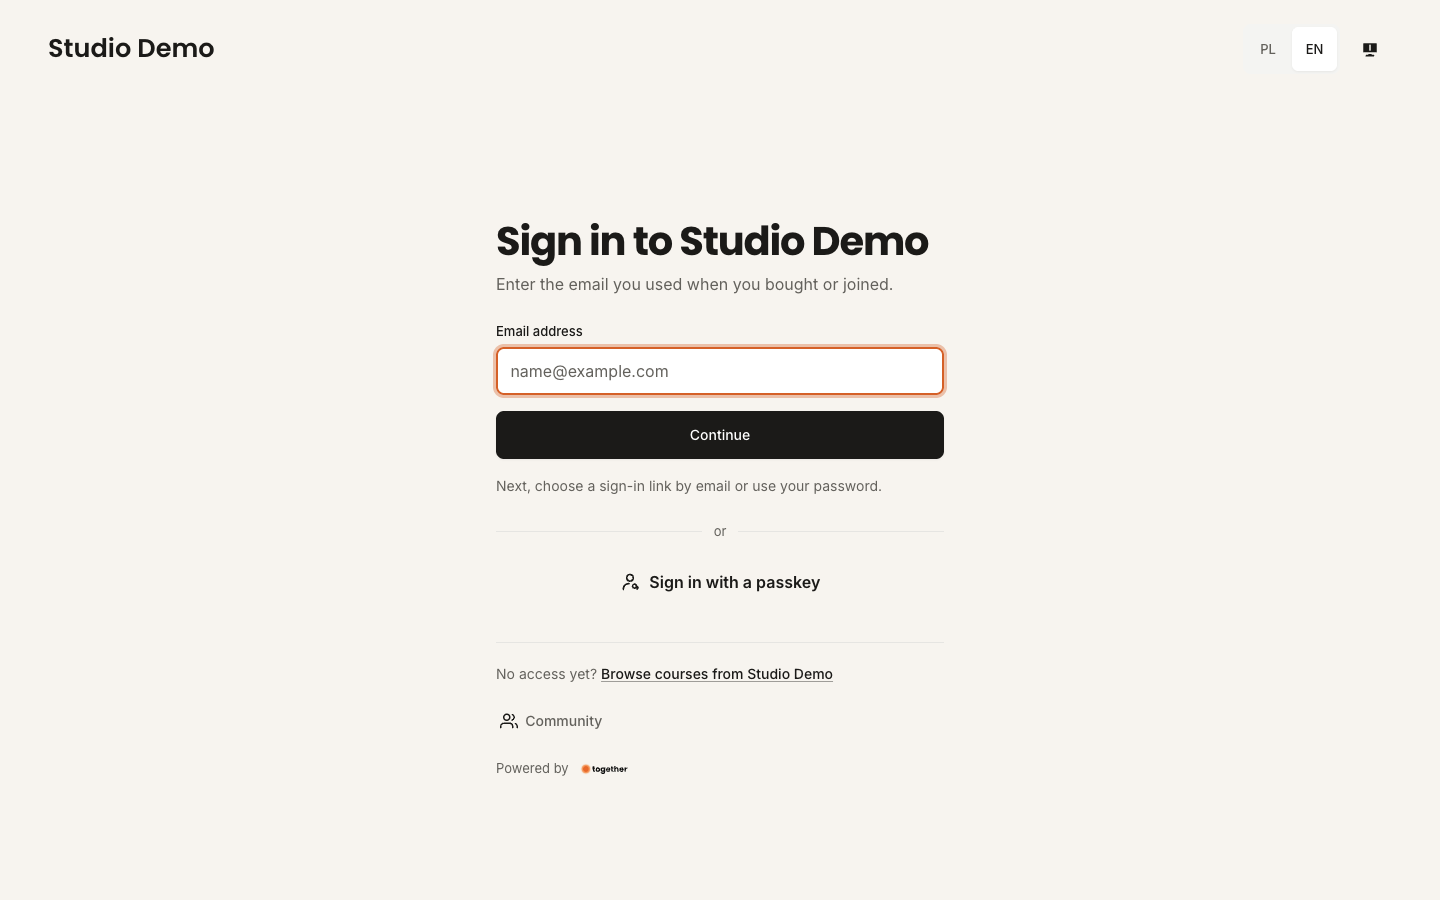 Studio Demo
PL
EN
Sign in to Studio Demo
Enter the email you used when you bought or joined.
Email address
name@example.com
Continue
Next, choose a sign-in link by email or use your password.
or
Sign in with a passkey
No access yet? Browse courses from Studio Demo
Community
Powered by together